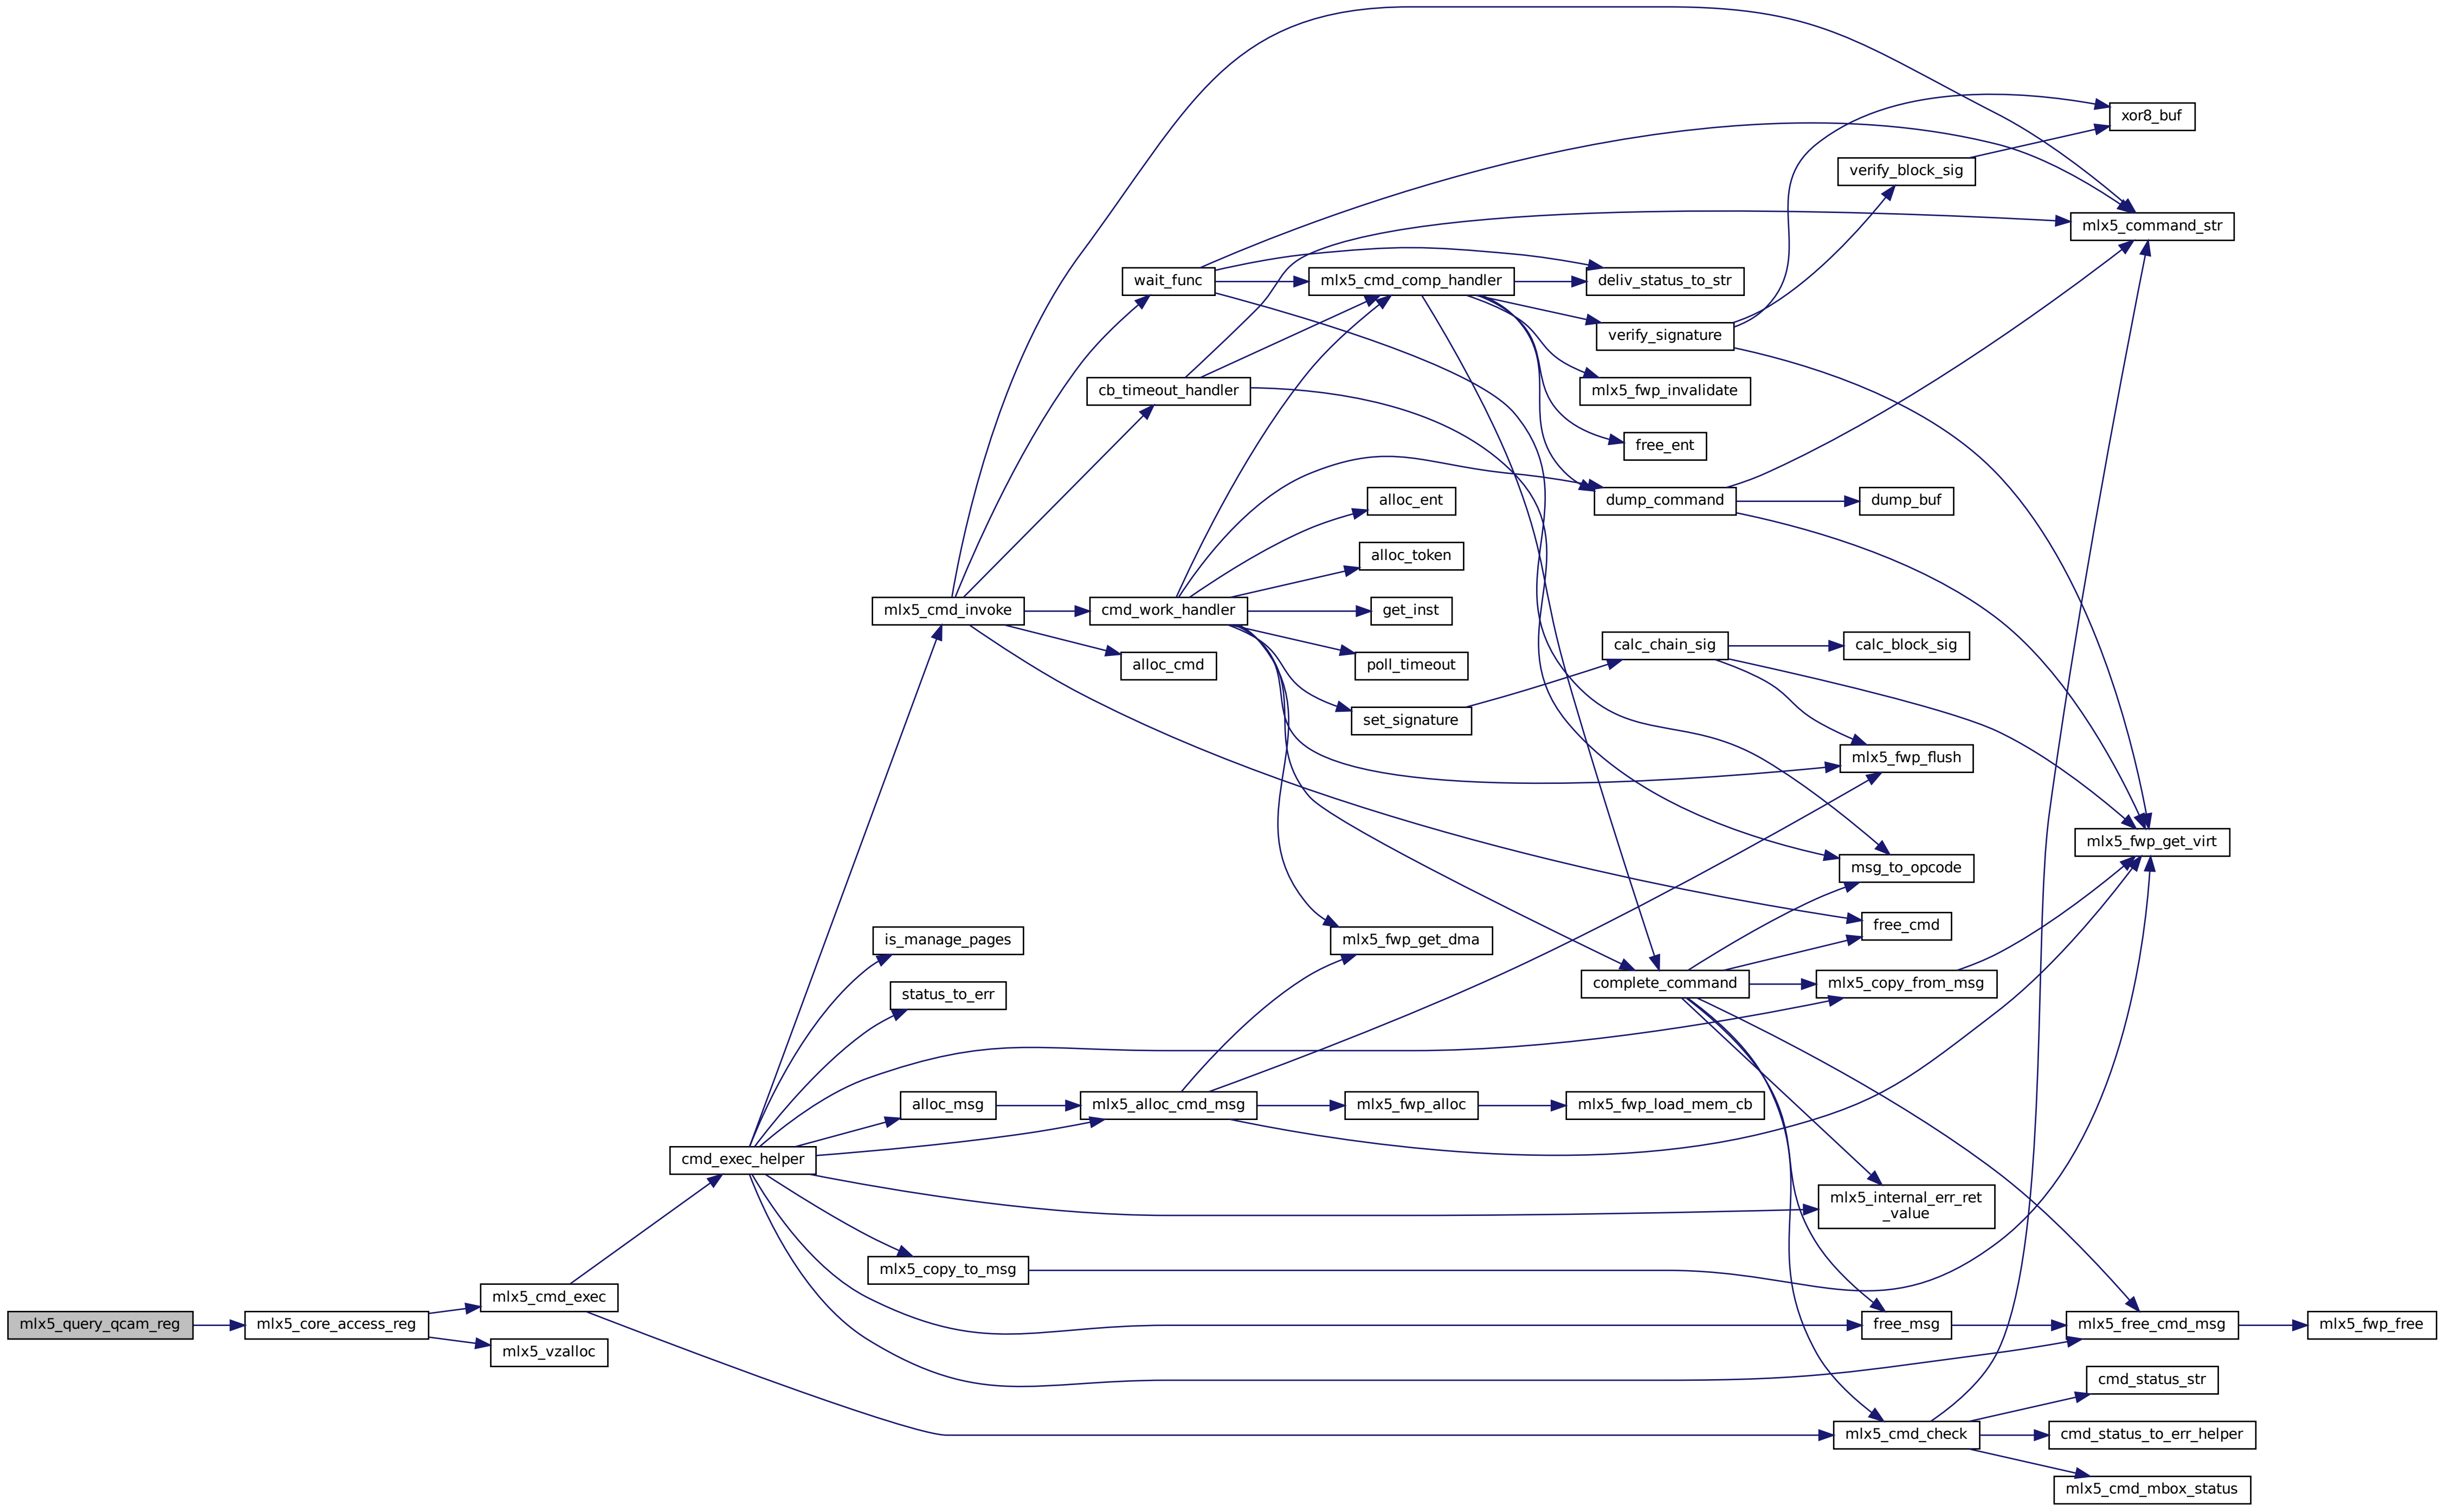 xor8_buf
verify_block_sig
mlx5_command_str
wait_func
mlx5_cmd_comp_handler
deliv_status_to_str
verify_signature
cb_timeout_handler
mlx5_fwp_invalidate
free_ent
alloc_ent
dump_command
dump_buf
alloc_token
mlx5_cmd_invoke
cmd_work_handler
get_inst
calc_chain_sig
calc_block_sig
alloc_cmd
poll_timeout
set_signature
mlx5_fwp_flush
mlx5_fwp_get_virt
msg_to_opcode
free_cmd
is_manage_pages
mlx5_fwp_get_dma
complete_command
mlx5_copy_from_msg
status_to_err
alloc_msg
mlx5_alloc_cmd_msg
mlx5_fwp_alloc
mlx5_fwp_load_mem_cb
cmd_exec_helper
mlx5_internal_err_ret
_value
mlx5_copy_to_msg
mlx5_cmd_exec
mlx5_query_qcam_reg
mlx5_core_access_reg
free_msg
mlx5_free_cmd_msg
mlx5_fwp_free
mlx5_vzalloc
cmd_status_str
mlx5_cmd_check
cmd_status_to_err_helper
mlx5_cmd_mbox_status